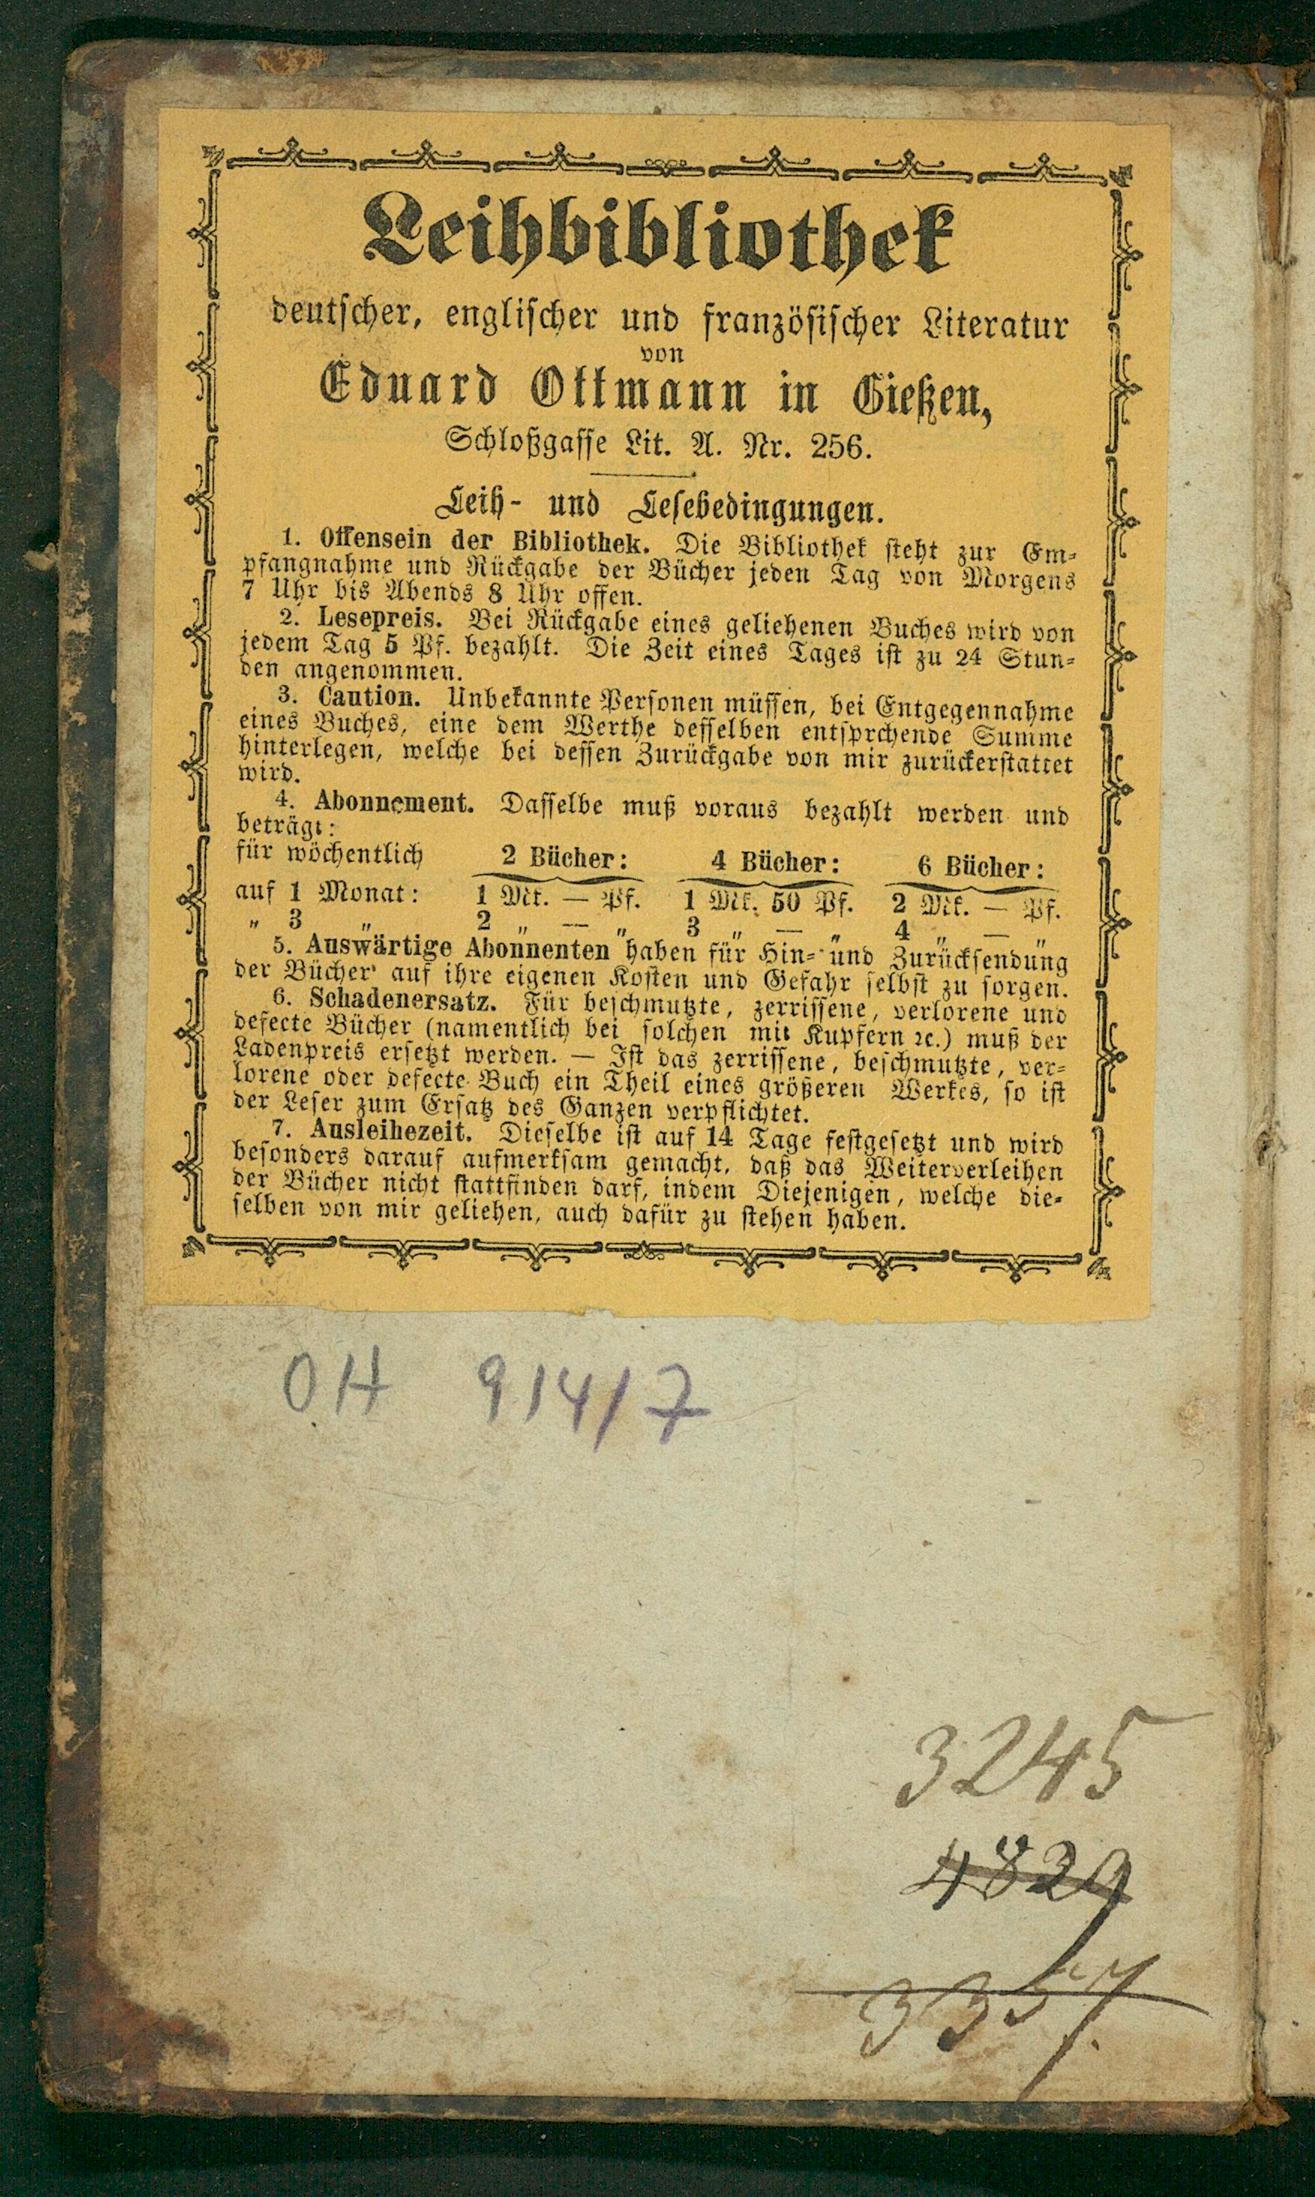 Leihbibliothek
deutscher, englischer und französischer Literatur
von
Eduard Ottmann in Gießen,
Schloßgasse Lit. A. Nr. 256.
Leih- und Lesebedingungen.
1. Offensein der Bibliothek. Die Bibliothek steht zur Em-
pfangnahme und Rückgabe der Bücher jeden Tag von Morgens
7 Uhr bis Abends 8 Uhr offen.
2. Lesepreis. Bei Rückgabe eines geliehenen Buches wird von
jedem Tag 5 Pf. bezahlt. Die Zeit eines Tages ist zu 24 Stun-
den angenommen.
3. Caution. Unbekannte Personen müssen, bei Entgegennahme
eines Buches, eine dem Werthe desselben entsprchende Summe
hinterlegen, welche bei dessen Zurückgabe von mir zurückerstattet
wird.
4. Abonnement. Dasselbe muß voraus bezahlt werden und
beträgt:
für wöchentlich 2 Bücher: 4 Bücher: 6 Bücher:
auf 1 Monat: 1 Mk. — Pf. 1 Mk. 50 Pf. 2 Mk. — Pf.
„ 3 „ 2 „ — „ 3 „ — „ 4 „ — „
5. Auswärtige Abonnenten haben für Hin- und Zurücksendung
der Bücher auf ihre eigenen Kosten und Gefahr selbst zu sorgen.
6. Schadenersatz. Für beschmutzte, zerrissene, verlorene und
defecte Bücher (namentlich bei solchen mit Kupfern ꝛc.) muß der
Ladenpreis ersetzt werden. — Ist das zerrissene, beschmutzte, ver-
lorene oder defecte Buch ein Theil eines größeren Werkes, so ist
der Leser zum Ersatz des Ganzen verpflichtet.
7. Ausleihezeit. Dieselbe ist auf 14 Tage festgesetzt und wird
besonders darauf aufmerksam gemacht, daß das Weiterverleihen
der Bücher nicht stattfinden darf, indem Diejenigen, welche die-
selben von mir geliehen, auch dafür zu stehen haben.
OH 914/7
3245
4829
3357.